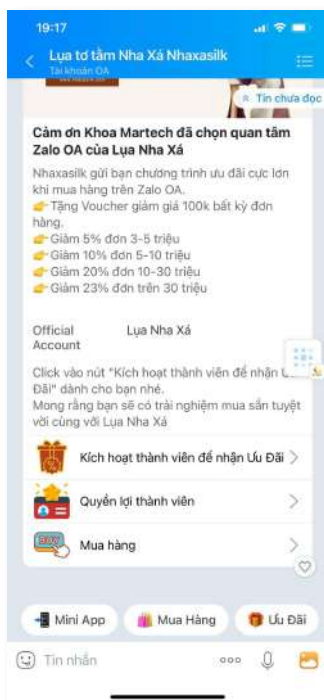 19:17
Lụa tơ tằm Nha Xá Nhaxasilk
Tài khoản OA
Tin chưa đọc
Cảm ơn Khoa Martech đã chọn quan tâm
Zalo OA của Lụa Nha Xá
Nhaxasilk gửi bạn chương trình ưu đãi cực lớn
khi mua hàng trên Zalo OA.
👉Tặng Voucher giảm giá 100k bất kỳ đơn
hàng.
👉Giảm 5% đơn 3-5 triệu
👉Giảm 10% đơn 5-10 triệu
👉Giảm 20% đơn 10-30 triệu
👉Giảm 23% đơn trên 30 triệu
Official Account Lụa Nha Xá
Click vào nút "Kích hoạt thành viên để nhận
Đãi" dành cho bạn nhé.
Mong rằng bạn sẽ có trải nghiệm mua sắn tuyệt
vời cùng với Lụa Nha Xá
Kích hoạt thành viên để nhận Ưu Đãi
Quyền lợi thành viên
Mua hàng
Mini App Mua Hàng Ưu Đãi
Tin nhắn